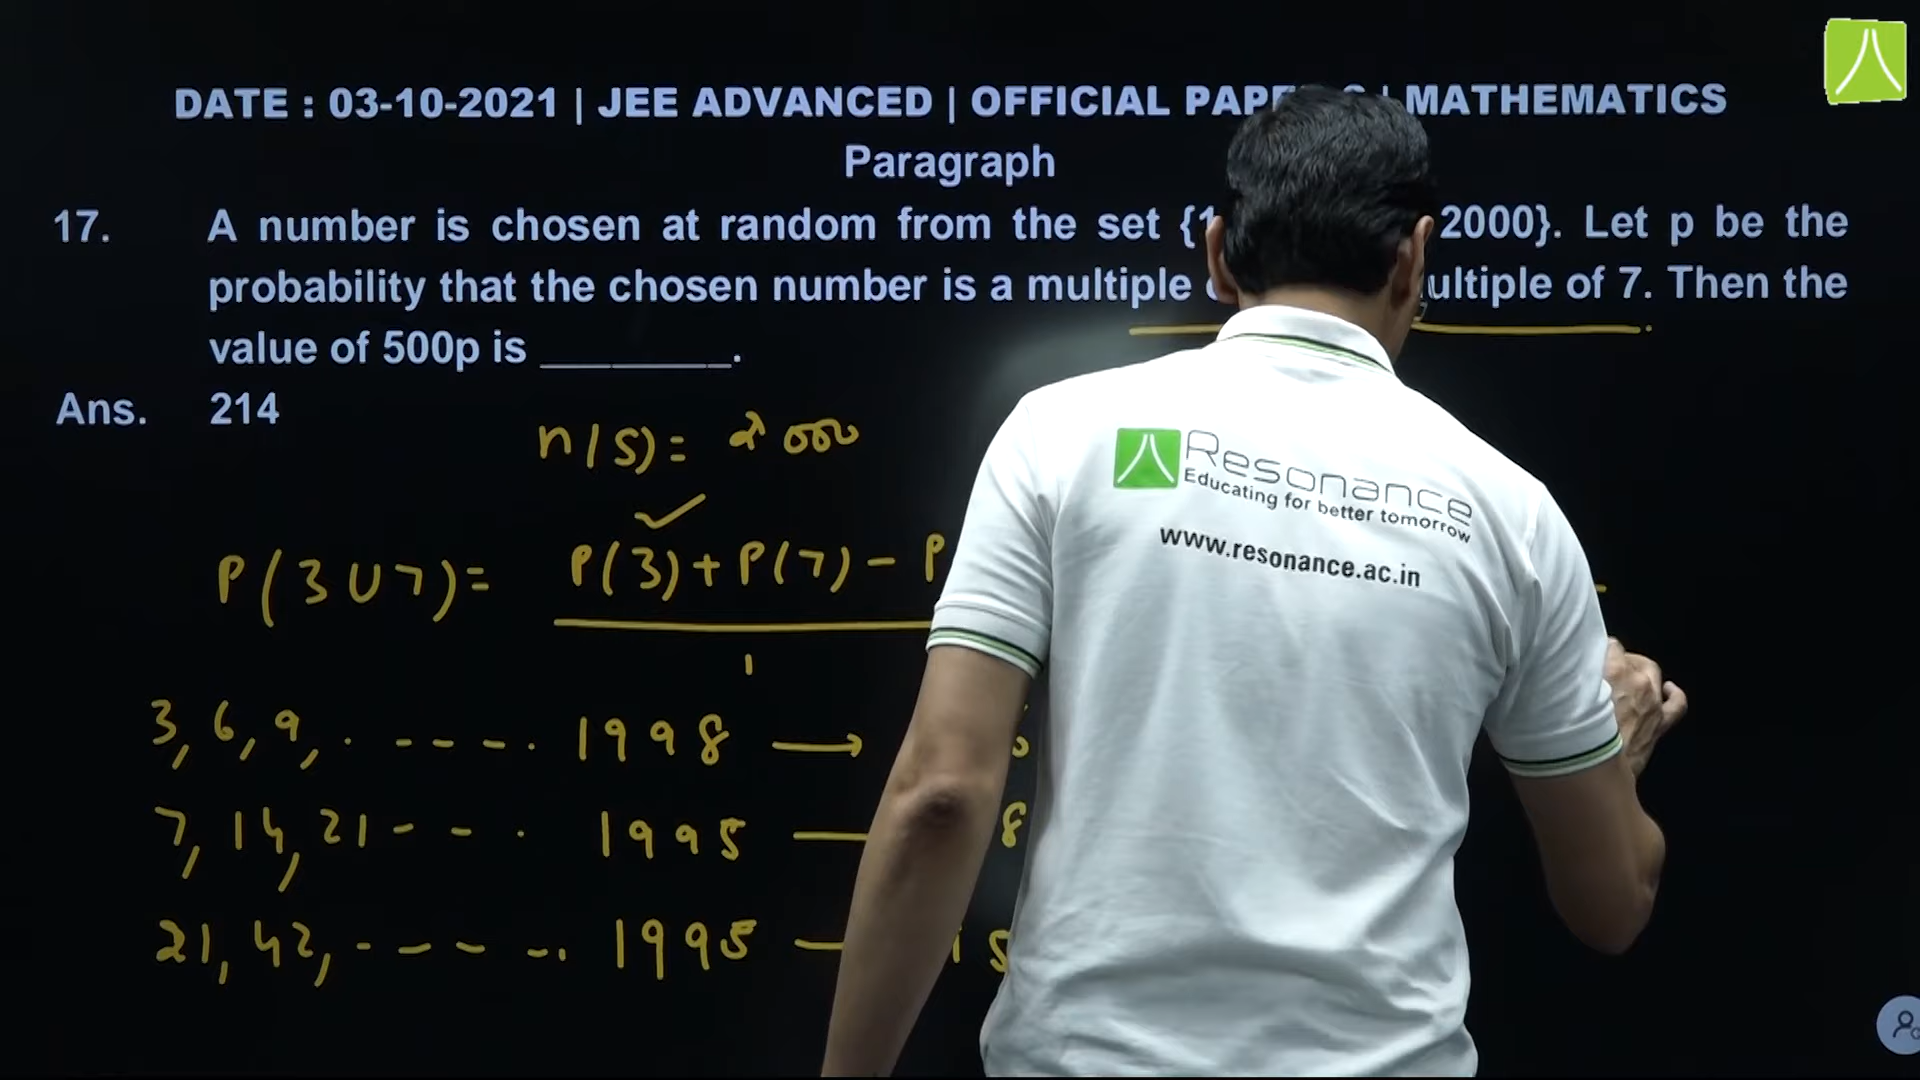 DATE : 03-10-2021 | JEE ADVANCED | OFFICIAL MATHEMATICS
Paragraph
17. A number is chosen at random from the set {1 2000}. Let p be the
probability that the chosen number is a multiple of 7. Then the
value of 500p is ________.
Ans. 214
n(S)= 2000
P(3∪7)= P(3)+P(7)-P
1
3, 6, 9, . - - - - . 1998 →
7, 14, 21 - - - . 1995 — 8
21, 42, - - - - .. 1995 —
Resonance
Educating for better tomorrow
www.resonance.ac.in